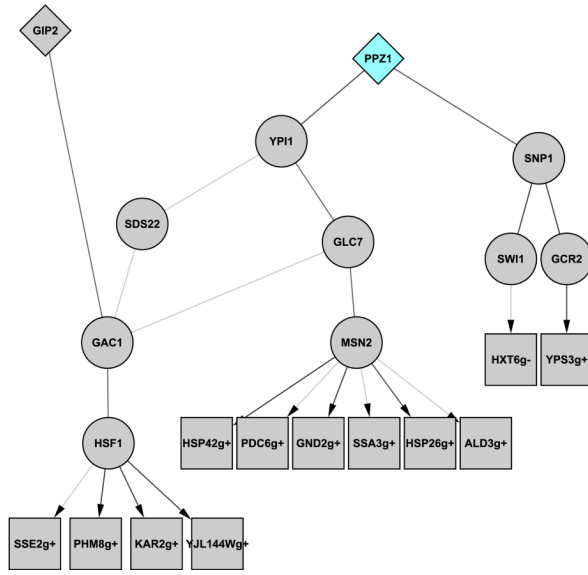 GIP2
PPZ1
YPI1
SNP1
SDS22
GLC7
SWI1
GCR2
GAC1
MSN2
HXT6g-
YPS3g+
HSF1
HSP42g+
PDC6g+
GND2g+
SSA3g+
HSP26g+
ALD3g+
SSE2g+
PHM8g+
KAR2g+
YJL144Wg+